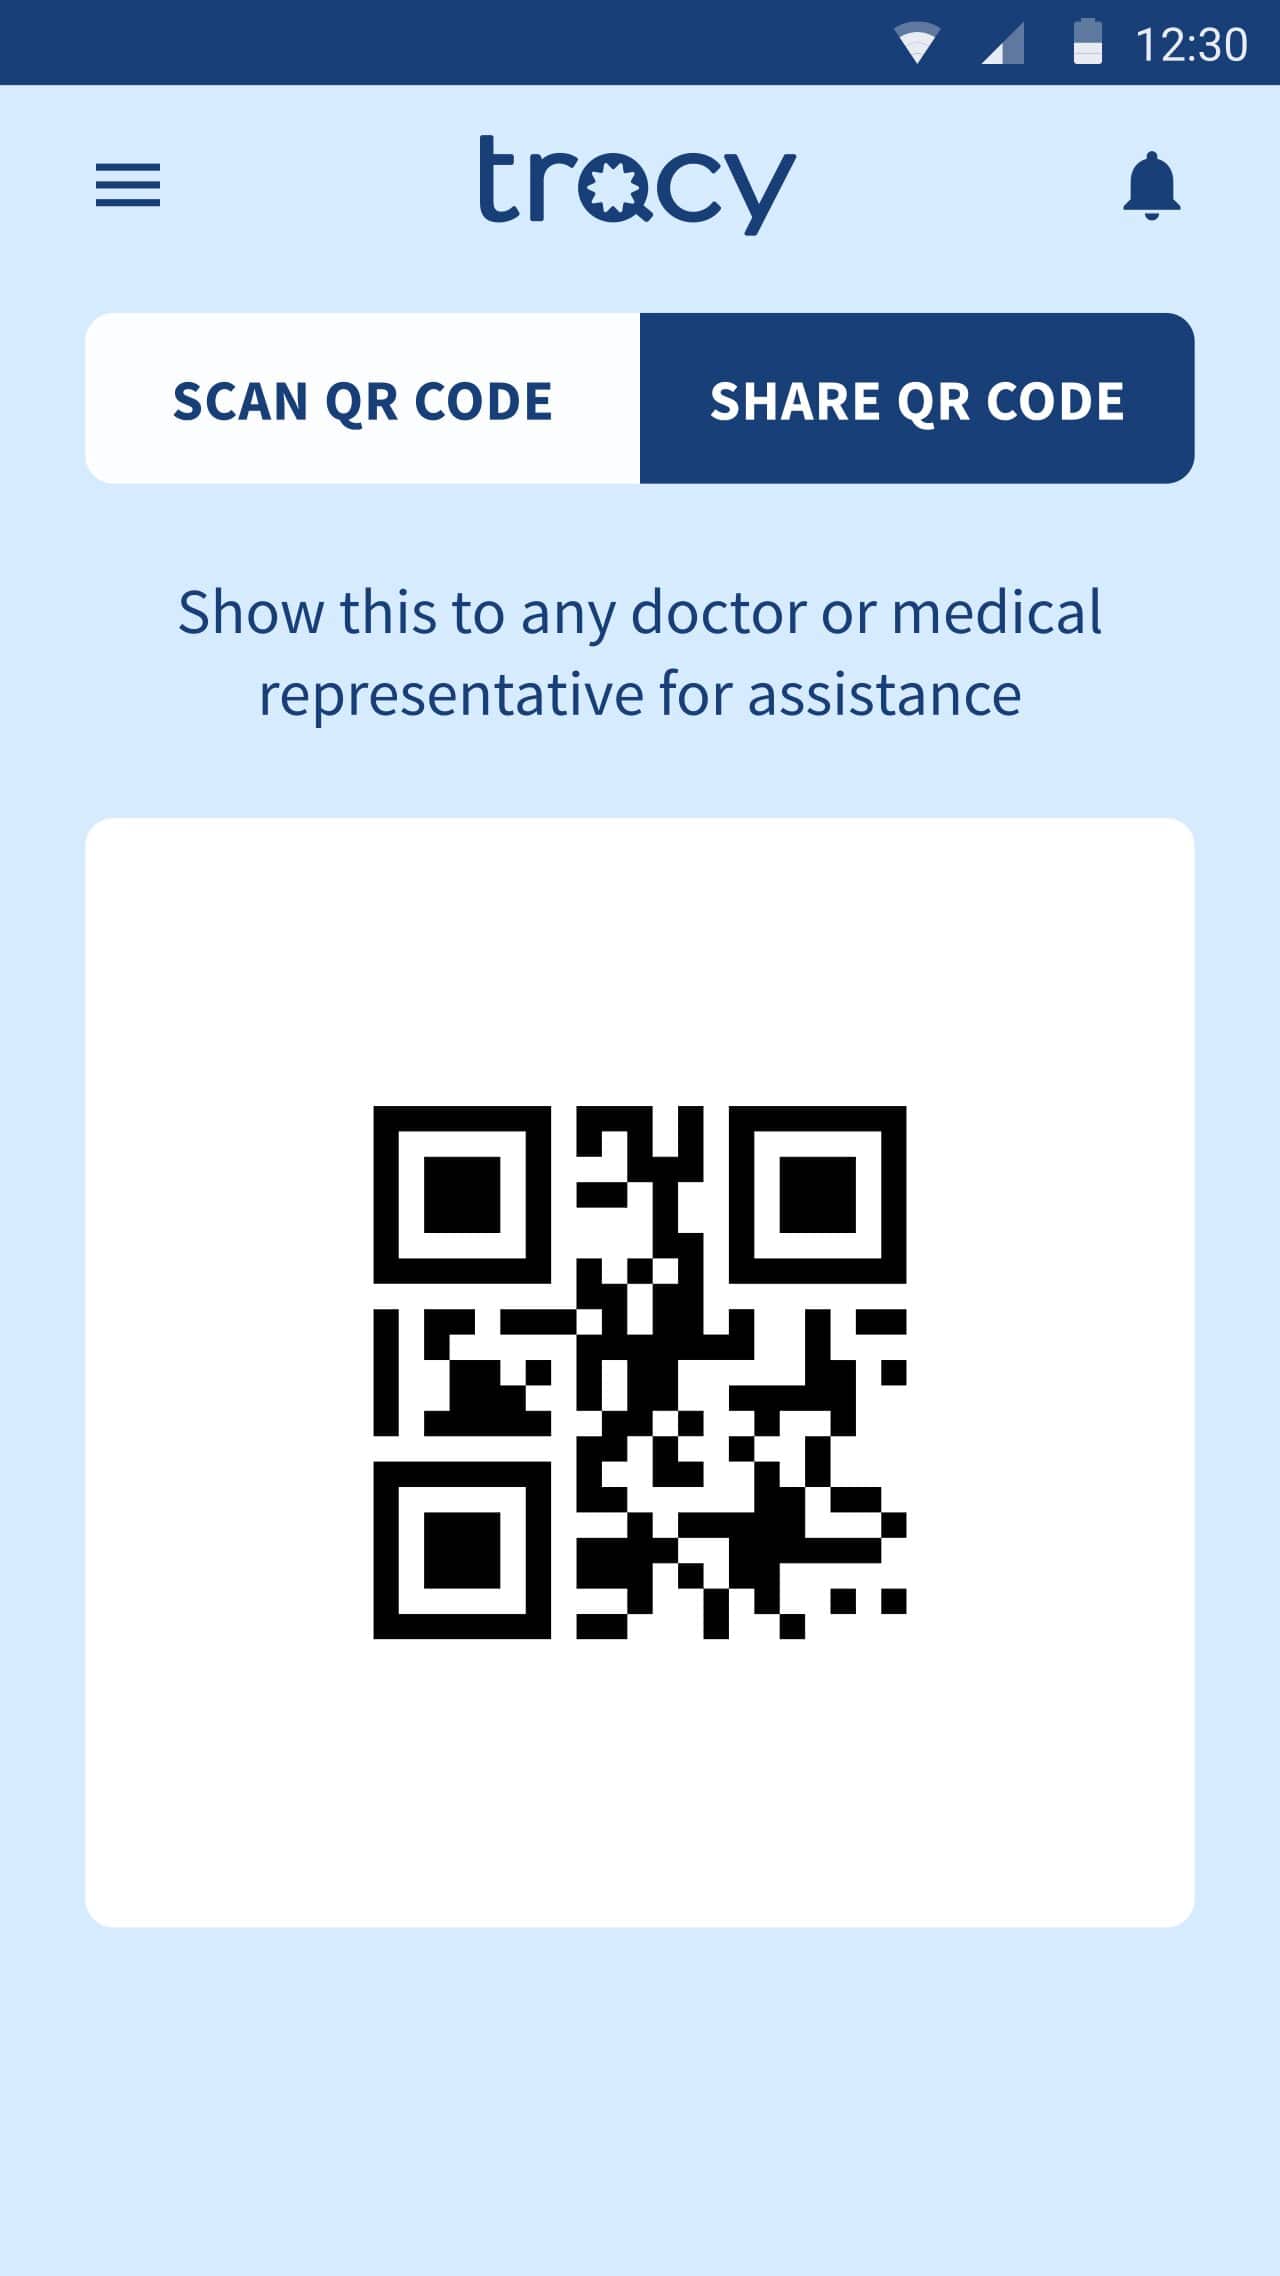 12:30
tracy
SCAN QR CODE
SHARE QR CODE
Show this to any doctor or medical
representative for assistance